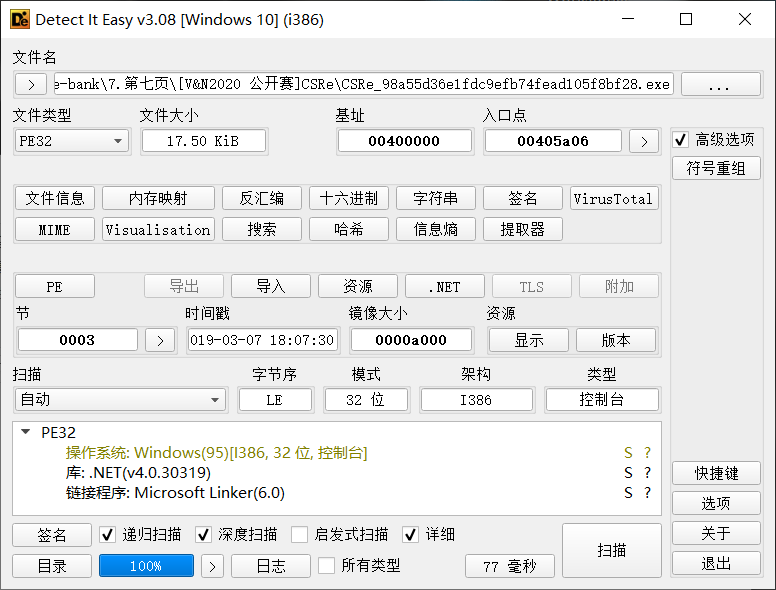 Detect It Easy v3.08 [Windows 10] (i386)
文件名
> e-bank\7.第七页\[V&N2020 公开赛]CSRe\CSRe_98a55d36e1fdc9efb74fead105f8bf28.exe ...
文件类型 文件大小 基址 入口点
PE32 17.50 KiB 00400000 00405a06 > 高级选项
符号重组
文件信息 内存映射 反汇编 十六进制 字符串 签名 VirusTotal
MIME Visualisation 搜索 哈希 信息熵 提取器
PE 导出 导入 资源 .NET TLS 附加
节 时间戳 镜像大小 资源
0003 > 019-03-07 18:07:30 0000a000 显示 版本
扫描 字节序 模式 架构 类型
自动 LE 32 位 I386 控制台
PE32
操作系统: Windows(95)[I386, 32 位, 控制台] S ?
库: .NET(v4.0.30319) S ?
链接程序: Microsoft Linker(6.0) S ?
快捷键
选项
关于
退出
签名 递归扫描 深度扫描 启发式扫描 详细 扫描
目录 100% > 日志 所有类型 77 毫秒